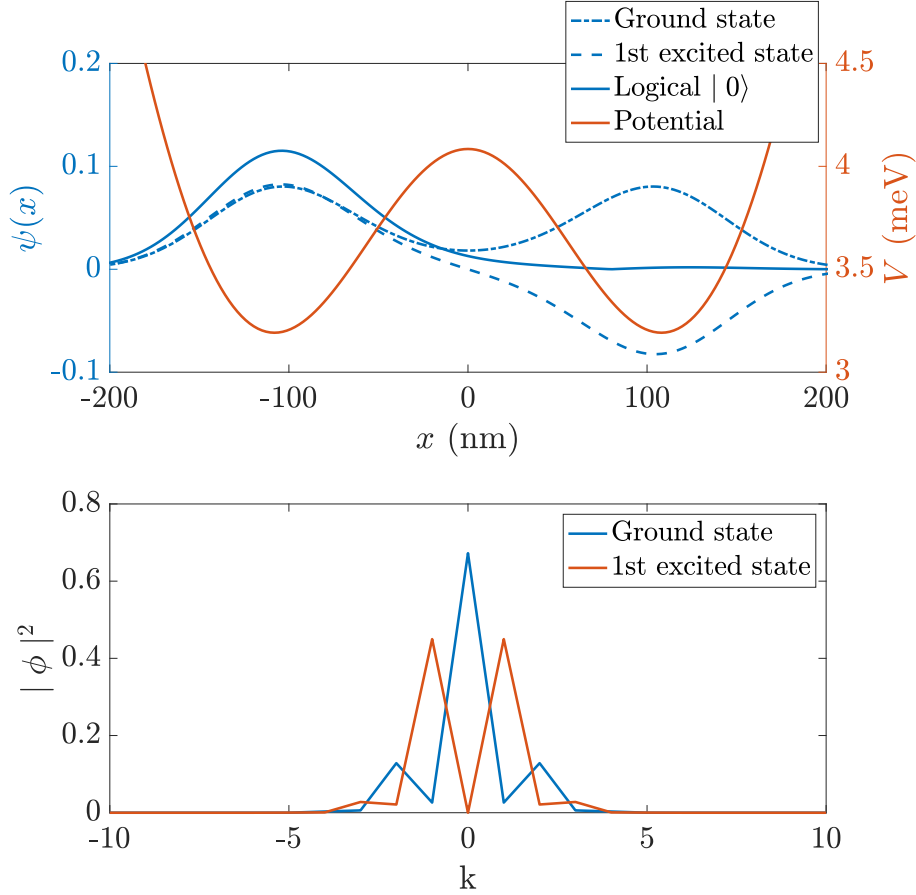 Ground state
1st excited state
Logical | 0⟩
Potential
0.2
0.1
0
-0.1
ψ(x)
4.5
4
3.5
3
V (meV)
-200 -100 0 100 200
x (nm)
Ground state
1st excited state
0.8
0.6
0.4
0.2
0
| ϕ |²
-10 -5 0 5 10
k